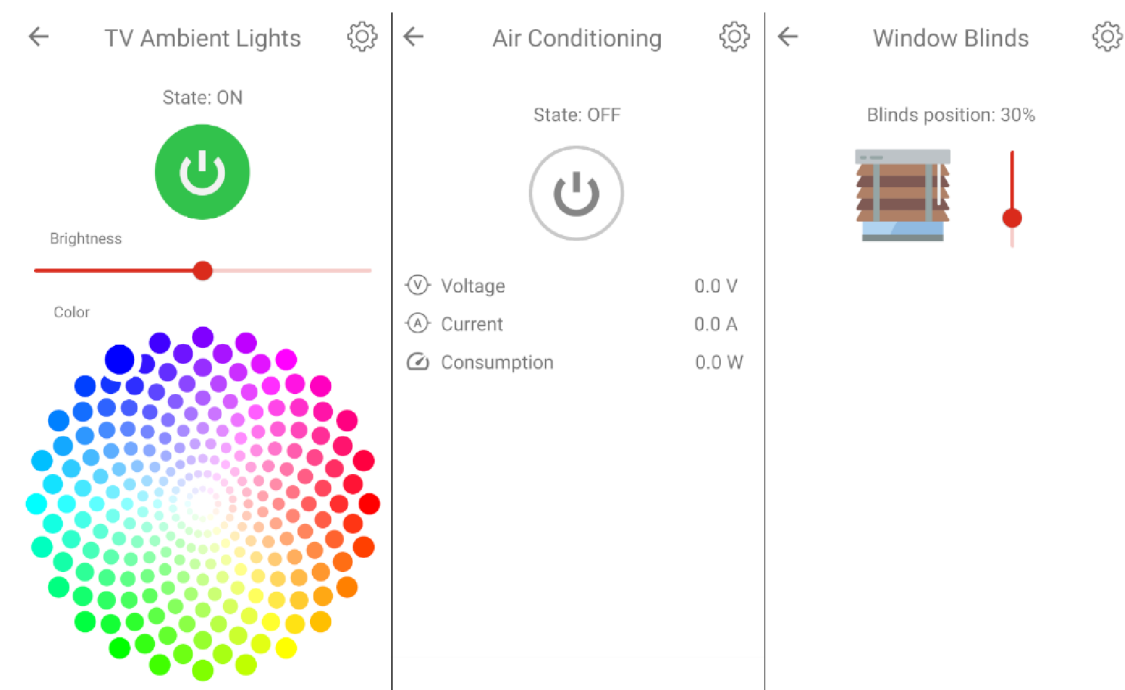 TV Ambient Lights
State: ON
Brightness
Color
Air Conditioning
State: OFF
V Voltage 0.0 V
A Current 0.0 A
Consumption 0.0 W
Window Blinds
Blinds position: 30%